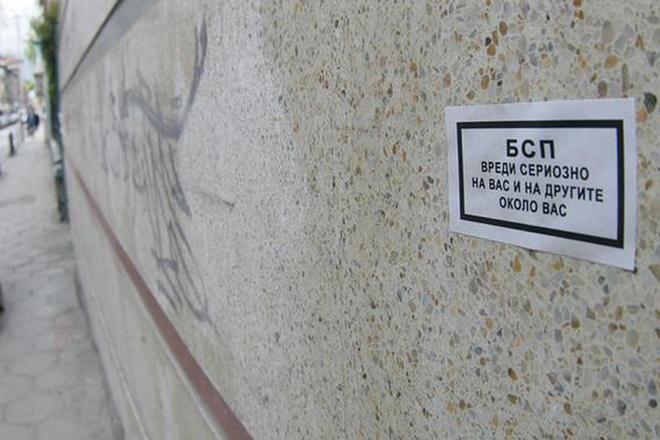 БСП
ВРЕДИ СЕРИОЗНО
НА ВАС И НА ДРУГИТЕ
ОКОЛО ВАС